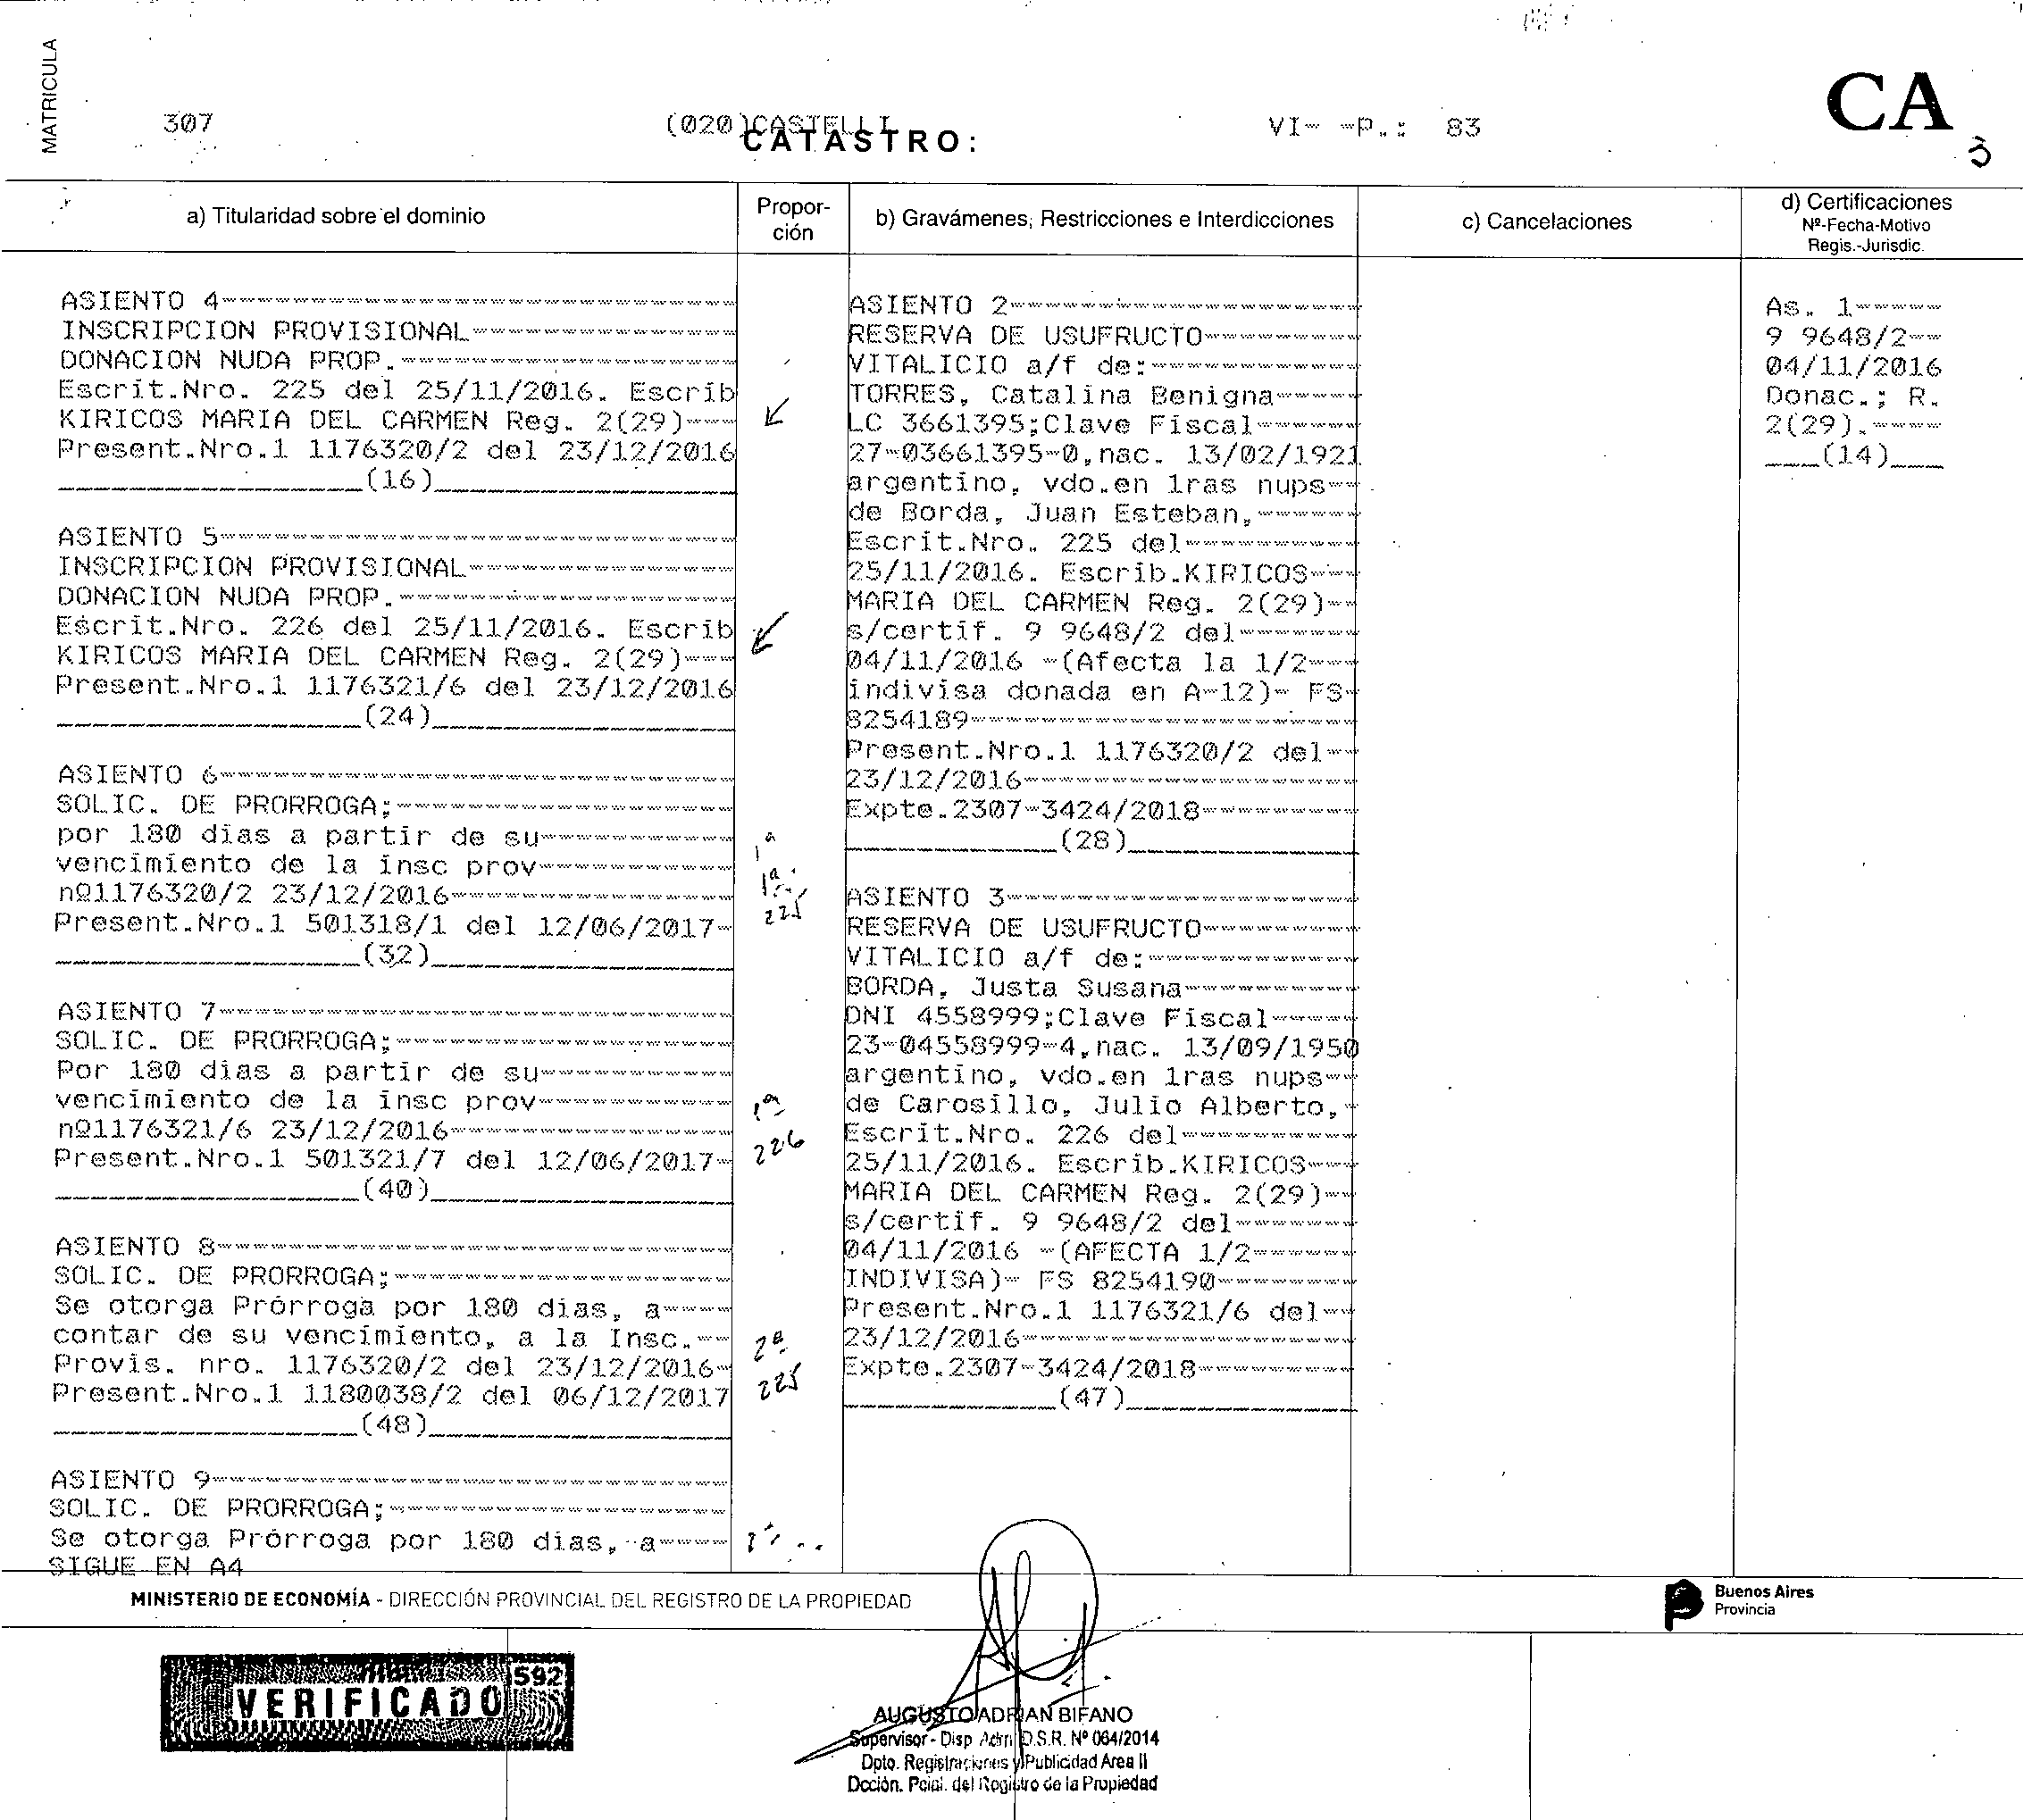 MATRICULA
307
(020)CASTELLI
CATASTRO:
VI- -P.: 83
CA
3
a) Titularidad sobre el dominio
Propor-
ción
b) Gravámenes, Restricciones e Interdicciones
c) Cancelaciones
d) Certificaciones
Nº-Fecha-Motivo
Regis.-Jurisdic.
ASIENTO 4
INSCRIPCION PROVISIONAL
DONACION NUDA PROP.
Escrit.Nro. 225 del 25/11/2016. Escrib
KIRICOS MARIA DEL CARMEN Reg. 2(29)
Present.Nro.1 1176320/2 del 23/12/2016
(16)
ASIENTO 5
INSCRIPCION PROVISIONAL
DONACION NUDA PROP.
Escrit.Nro. 226 del 25/11/2016. Escrib
KIRICOS MARIA DEL CARMEN Reg. 2(29)
Present.Nro.1 1176321/6 del 23/12/2016
(24)
ASIENTO 6
SOLIC. DE PRORROGA;
por 180 dias a partir de su
vencimiento de la insc prov
nº1176320/2 23/12/2016
Present.Nro.1 501318/1 del 12/06/2017-
(32)
ASIENTO 7
SOLIC. DE PRORROGA;
Por 180 dias a partir de su
vencimiento de la insc prov
nº1176321/6 23/12/2016
Present.Nro.1 501321/7 del 12/06/2017-
(40)
ASIENTO 8
SOLIC. DE PRORROGA;
Se otorga Prórroga por 180 dias, a
contar de su vencimiento, a la Insc.
Provis. nro. 1176320/2 del 23/12/2016-
Present.Nro.1 1180038/2 del 06/12/2017
(48)
ASIENTO 9
SOLIC. DE PRORROGA;
Se otorga Prórroga por 180 dias, a
SIGUE EN A4
1ª
1ª
225
1ª
226
2ª
225
ASIENTO 2
RESERVA DE USUFRUCTO
VITALICIO a/f de:
TORRES, Catalina Benigna
LC 3661395;Clave Fiscal
27-03661395-0,nac. 13/02/1921
argentino, vdo.en 1ras nups
de Borda, Juan Esteban,
Escrit.Nro. 225 del
25/11/2016. Escrib.KIRICOS
MARIA DEL CARMEN Reg. 2(29)
s/certif. 9 9648/2 del
04/11/2016 -(Afecta la 1/2
indivisa donada en A-12)- FS
8254189
Present.Nro.1 1176320/2 del
23/12/2016
Expte.2307-3424/2018
(28)
ASIENTO 3
RESERVA DE USUFRUCTO
VITALICIO a/f de:
BORDA, Justa Susana
DNI 4558999;Clave Fiscal
23-04558999-4,nac. 13/09/1950
argentino, vdo.en 1ras nups
de Carosillo, Julio Alberto,
Escrit.Nro. 226 del
25/11/2016. Escrib.KIRICOS
MARIA DEL CARMEN Reg. 2(29)
s/certif. 9 9648/2 del
04/11/2016 -(AFECTA 1/2
INDIVISA)- FS 8254190
Present.Nro.1 1176321/6 del
23/12/2016
Expte.2307-3424/2018
(47)
As. 1
9 9648/2
04/11/2016
Donac.; R.
2(29).
(14)
MINISTERIO DE ECONOMÍA - DIRECCIÓN PROVINCIAL DEL REGISTRO DE LA PROPIEDAD
Buenos Aires
Provincia
592
VERIFICADO
AUGUSTO ADRIAN BIFANO
Supervisor - Disp. Adm. D.S.R. Nº 064/2014
Dpto. Registraciones y Publicidad Area II
Dcción. Pcial. del Registro de la Propiedad